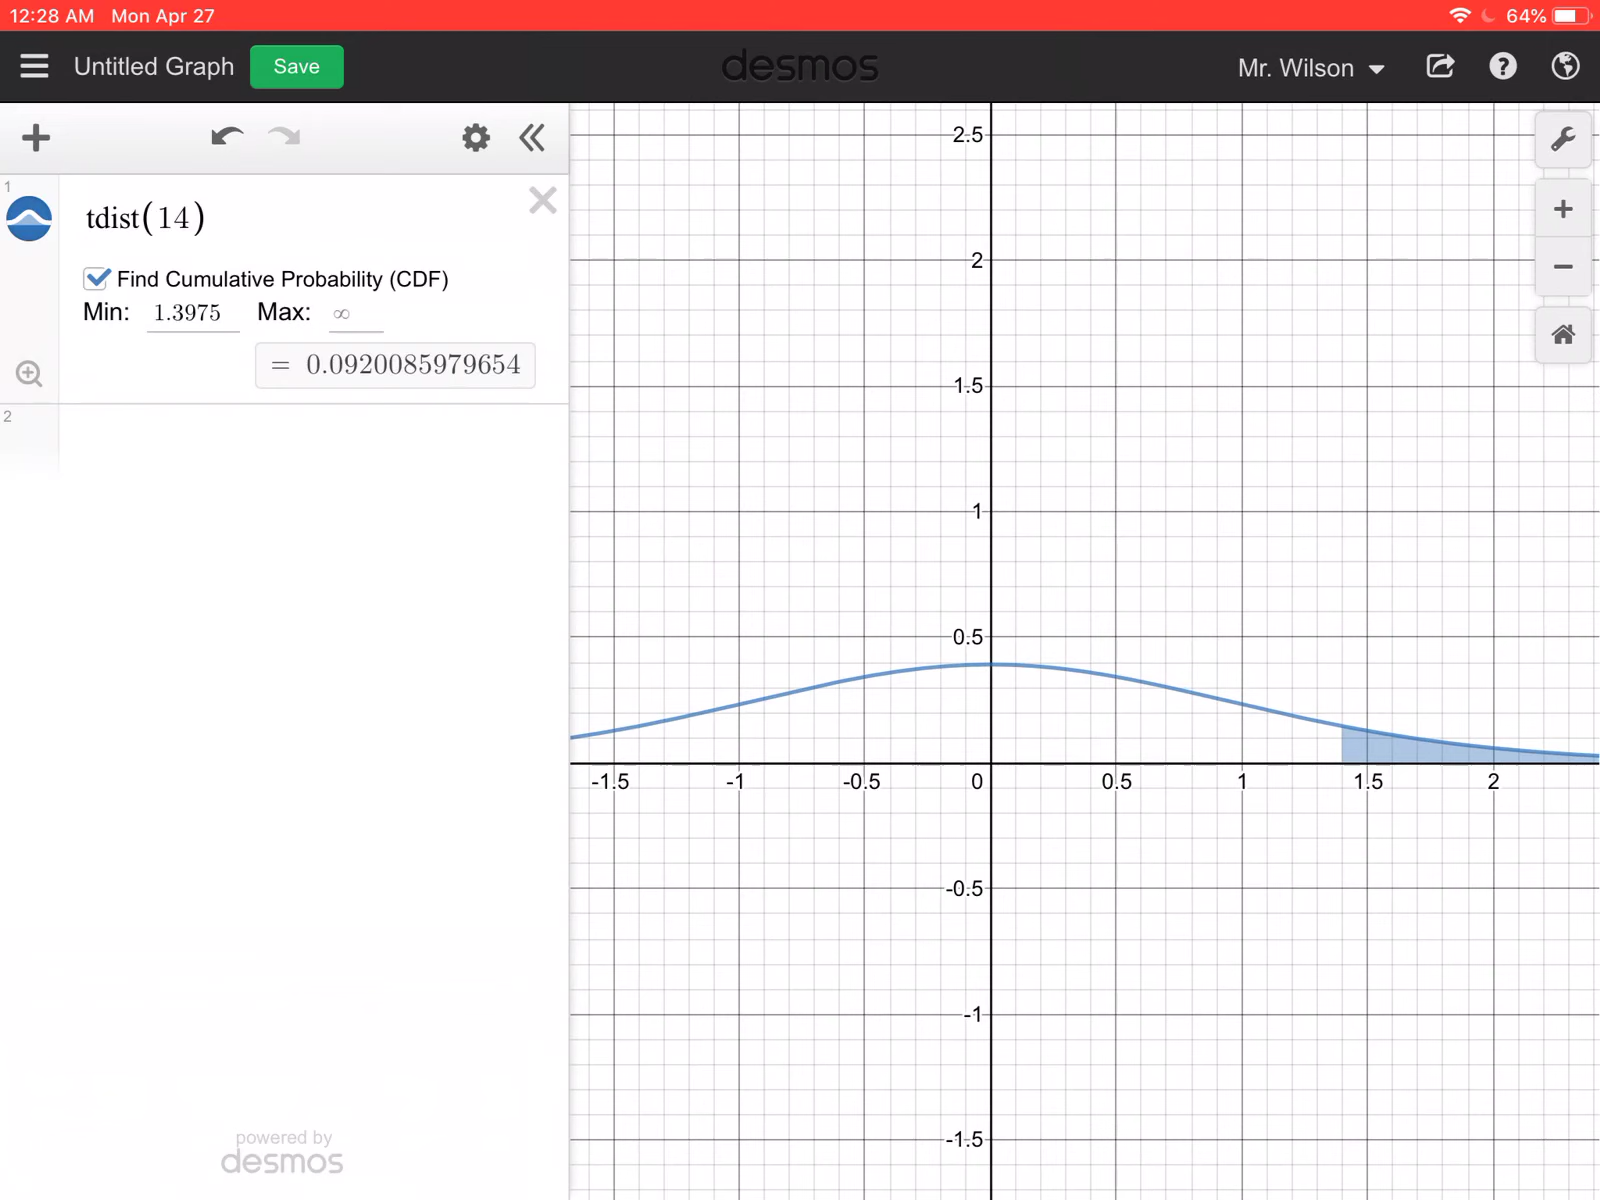 12:28 AM Mon Apr 27 64%
Untitled Graph Save desmos Mr. Wilson
1
tdist(14)
Find Cumulative Probability (CDF)
Min: 1.3975 Max: ∞
= 0.0920085979654
2
2.5
2
1.5
1
0.5
-1.5 -1 -0.5 0 0.5 1 1.5 2
-0.5
-1
-1.5
powered by
desmos